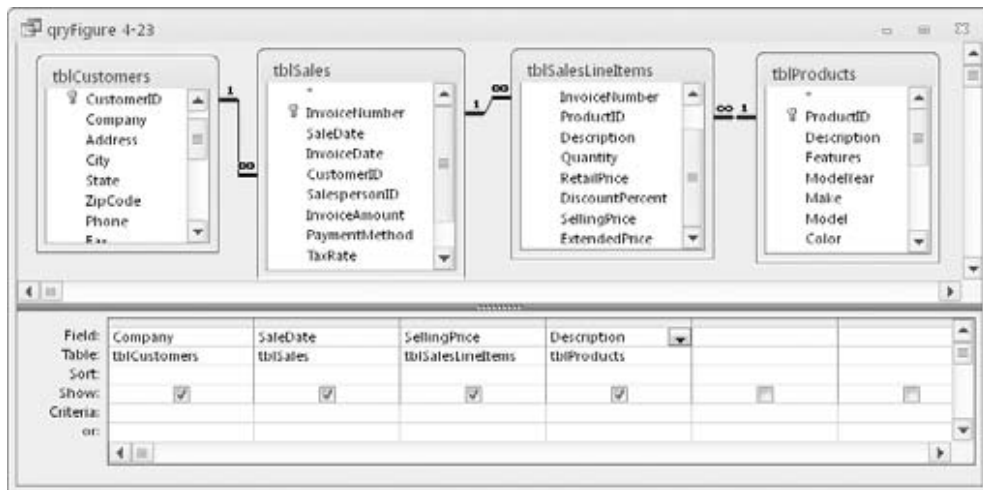 qryFigure 4-23
tblCustomers
CustomerID
Company
Address
City
State
ZipCode
Phone
1
∞
tblSales
*
InvoiceNumber
SaleDate
InvoiceDate
CustomerID
SalespersonID
InvoiceAmount
PaymentMethod
TaxRate
1
∞
tblSalesLineItems
InvoiceNumber
ProductID
Description
Quantity
RetailPrice
DiscountPercent
SellingPrice
ExtendedPrice
∞ 1
tblProducts
*
ProductID
Description
Features
ModelYear
Make
Model
Color
Field: Company SaleDate SellingPrice Description
Table: tblCustomers tblSales tblSalesLineItems tblProducts
Sort:
Show:
Criteria:
or: